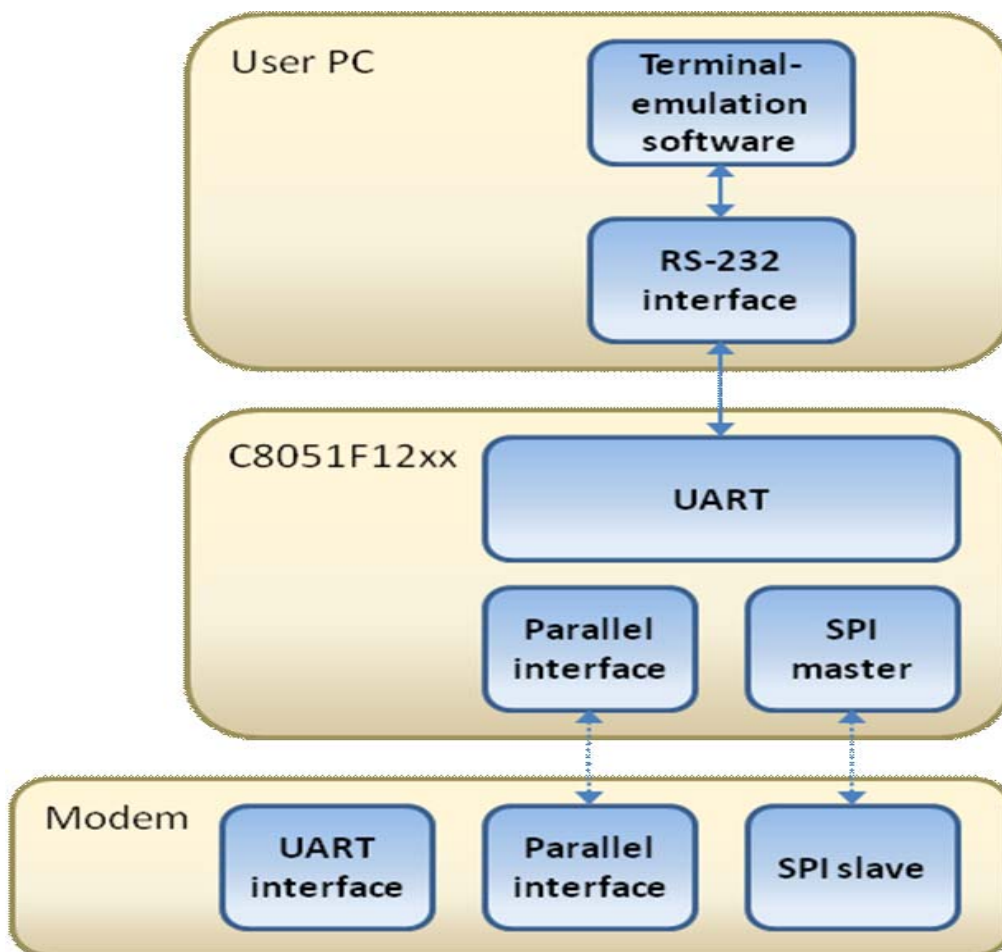 User PC
Terminal-
emulation
software
RS-232
interface
C8051F12xx
UART
Parallel
interface
SPI
master
Modem
UART
interface
Parallel
interface
SPI slave